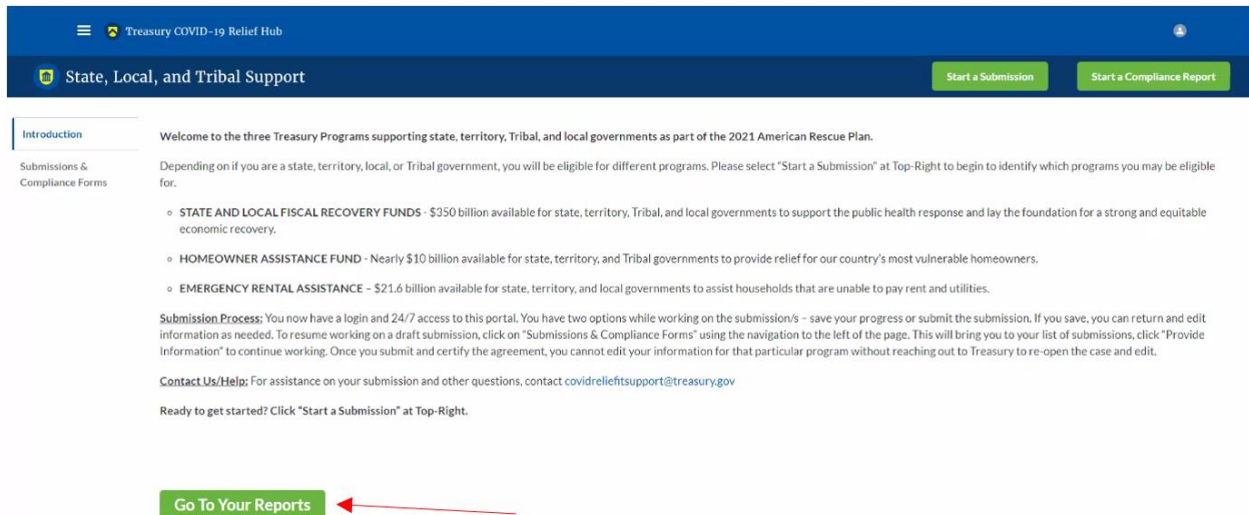 Treasury COVID-19 Relief Hub
State, Local, and Tribal Support
Start a Submission
Start a Compliance Report
Introduction
Submissions &
Compliance Forms
Welcome to the three Treasury Programs supporting state, territory, Tribal, and local governments as part of the 2021 American Rescue Plan.
Depending on if you are a state, territory, local, or Tribal government, you will be eligible for different programs. Please select "Start a Submission" at Top-Right to begin to identify which programs you may be eligible
for.
STATE AND LOCAL FISCAL RECOVERY FUNDS - $350 billion available for state, territory, Tribal, and local governments to support the public health response and lay the foundation for a strong and equitable
economic recovery.
HOMEOWNER ASSISTANCE FUND - Nearly $10 billion available for state, territory, and Tribal governments to provide relief for our country's most vulnerable homeowners.
EMERGENCY RENTAL ASSISTANCE – $21.6 billion available for state, territory, and local governments to assist households that are unable to pay rent and utilities.
Submission Process: You now have a login and 24/7 access to this portal. You have two options while working on the submission/s – save your progress or submit the submission. If you save, you can return and edit
information as needed. To resume working on a draft submission, click on "Submissions & Compliance Forms" using the navigation to the left of the page. This will bring you to your list of submissions, click "Provide
Information" to continue working. Once you submit and certify the agreement, you cannot edit your information for that particular program without reaching out to Treasury to re-open the case and edit.
Contact Us/Help: For assistance on your submission and other questions, contact covidreliefitsupport@treasury.gov
Ready to get started? Click "Start a Submission" at Top-Right.
Go To Your Reports